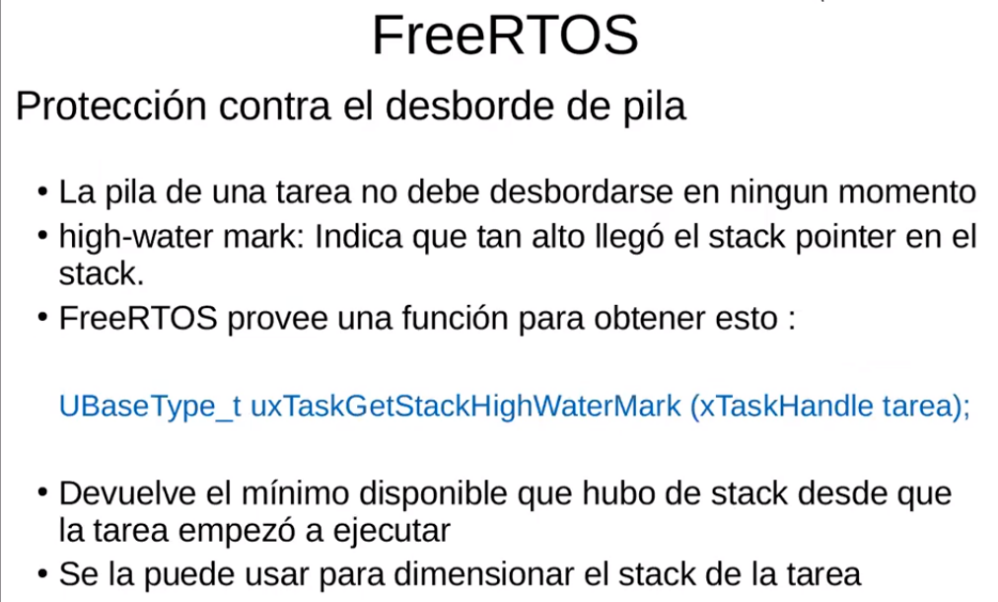 FreeRTOS
Protección contra el desborde de pila
• La pila de una tarea no debe desbordarse en ningun momento
• high-water mark: Indica que tan alto llegó el stack pointer en el
stack.
• FreeRTOS provee una función para obtener esto :
UBaseType_t uxTaskGetStackHighWaterMark (xTaskHandle tarea);
• Devuelve el mínimo disponible que hubo de stack desde que
la tarea empezó a ejecutar
• Se la puede usar para dimensionar el stack de la tarea